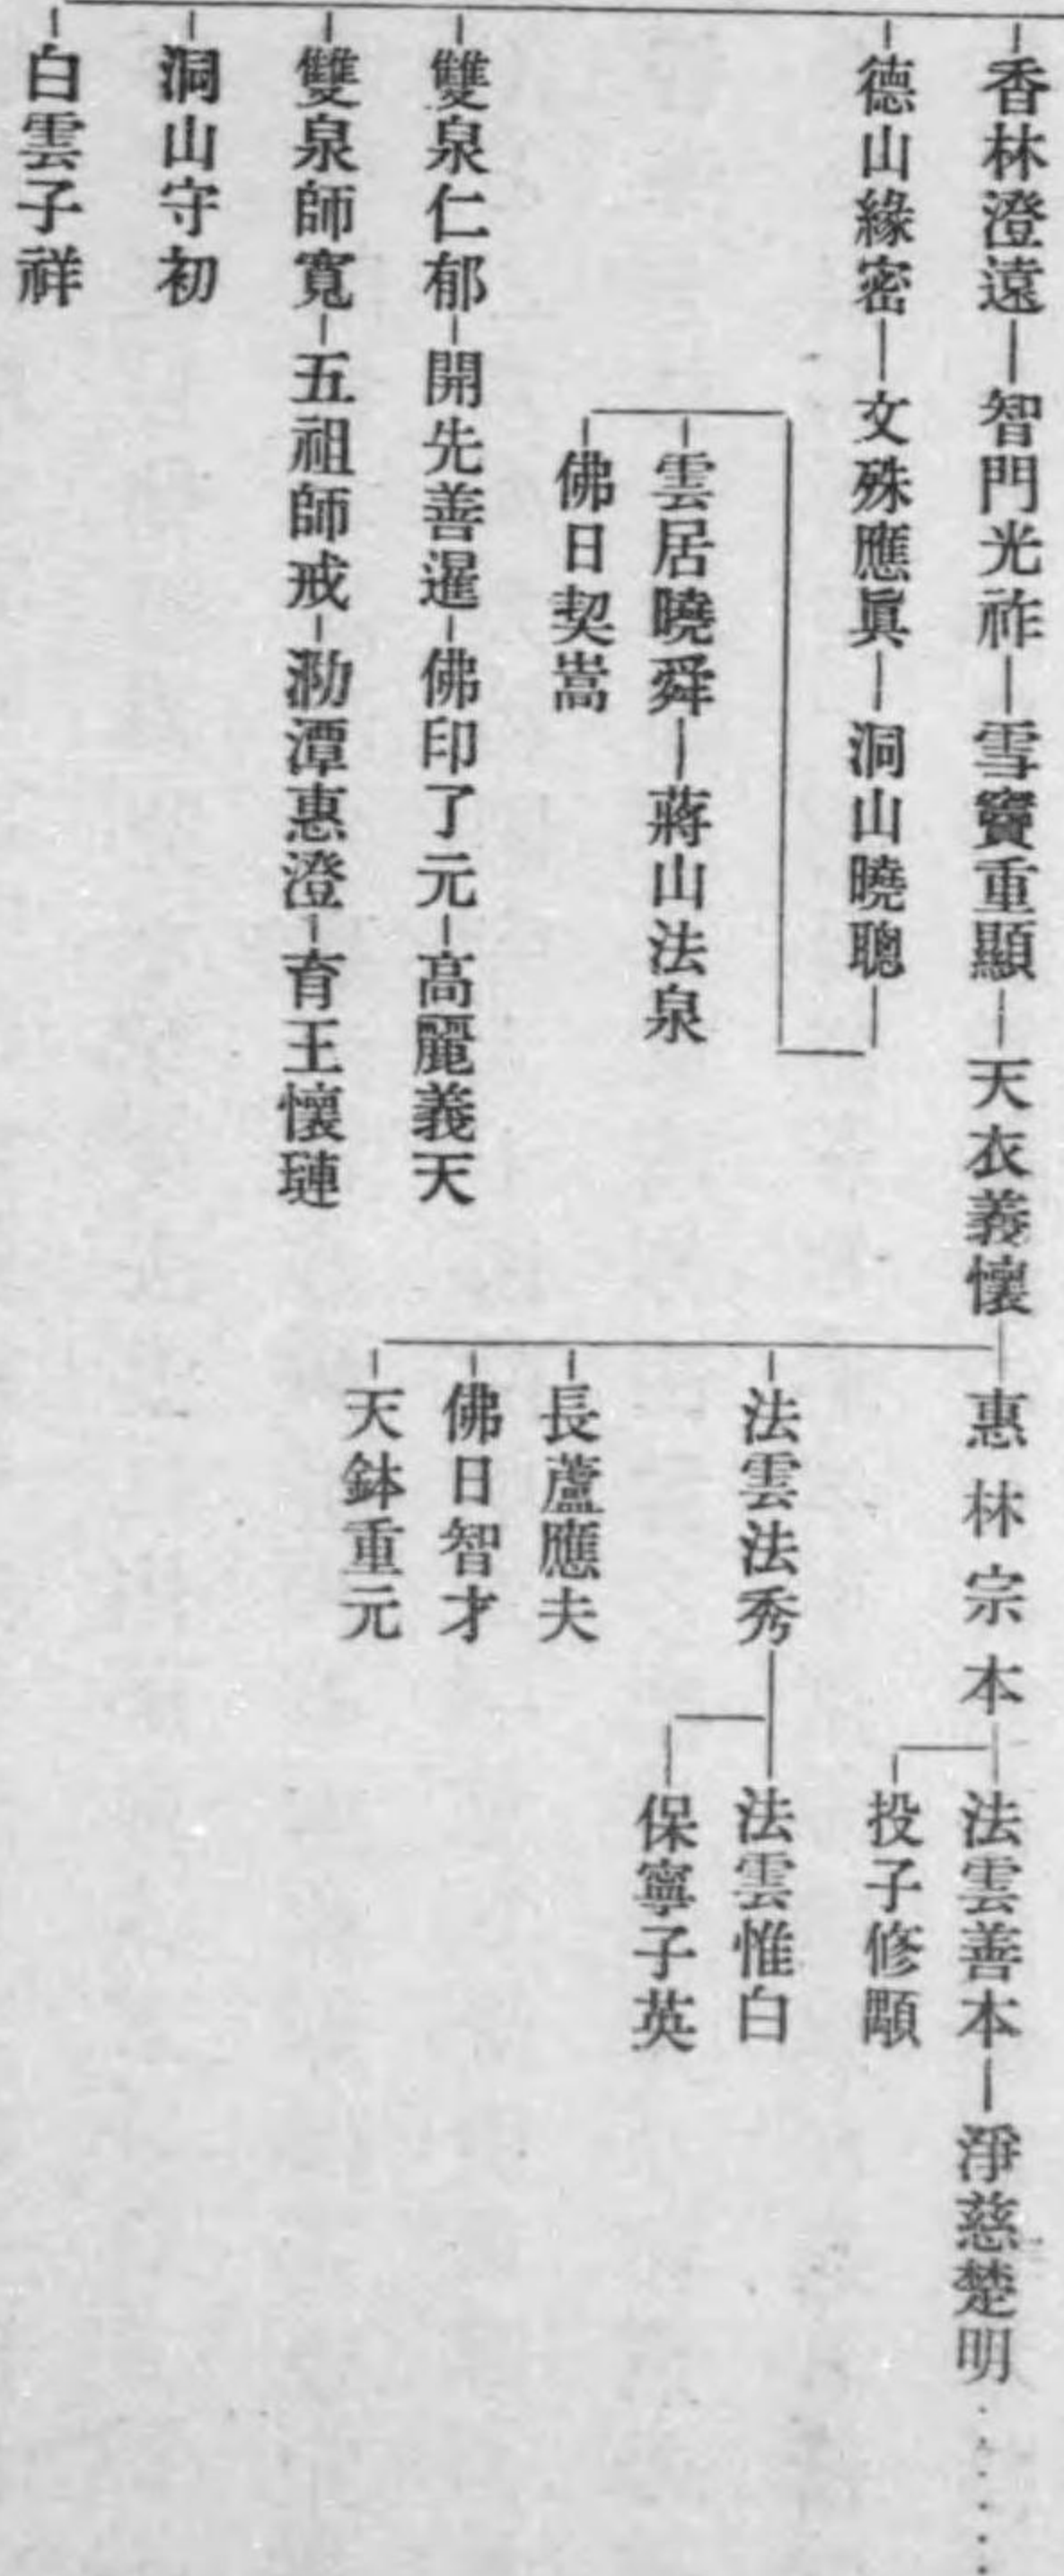 香林澄遠—智門光祚—雪竇重顯—天衣義懷—惠林宗本—法雲善本—淨慈楚明……
投子修顒
德山緣密—文殊應眞—洞山曉聰
法雲法秀—法雲惟白
保寧子英
雲居曉舜—蔣山法泉
佛日契嵩
長蘆應夫
佛日智才
天鉢重元
雙泉仁郁—開先善暹—佛印了元—高麗義天
雙泉師寬—五祖師戒—泐潭惠澄—育王懷璉
洞山守初
白雲子祥